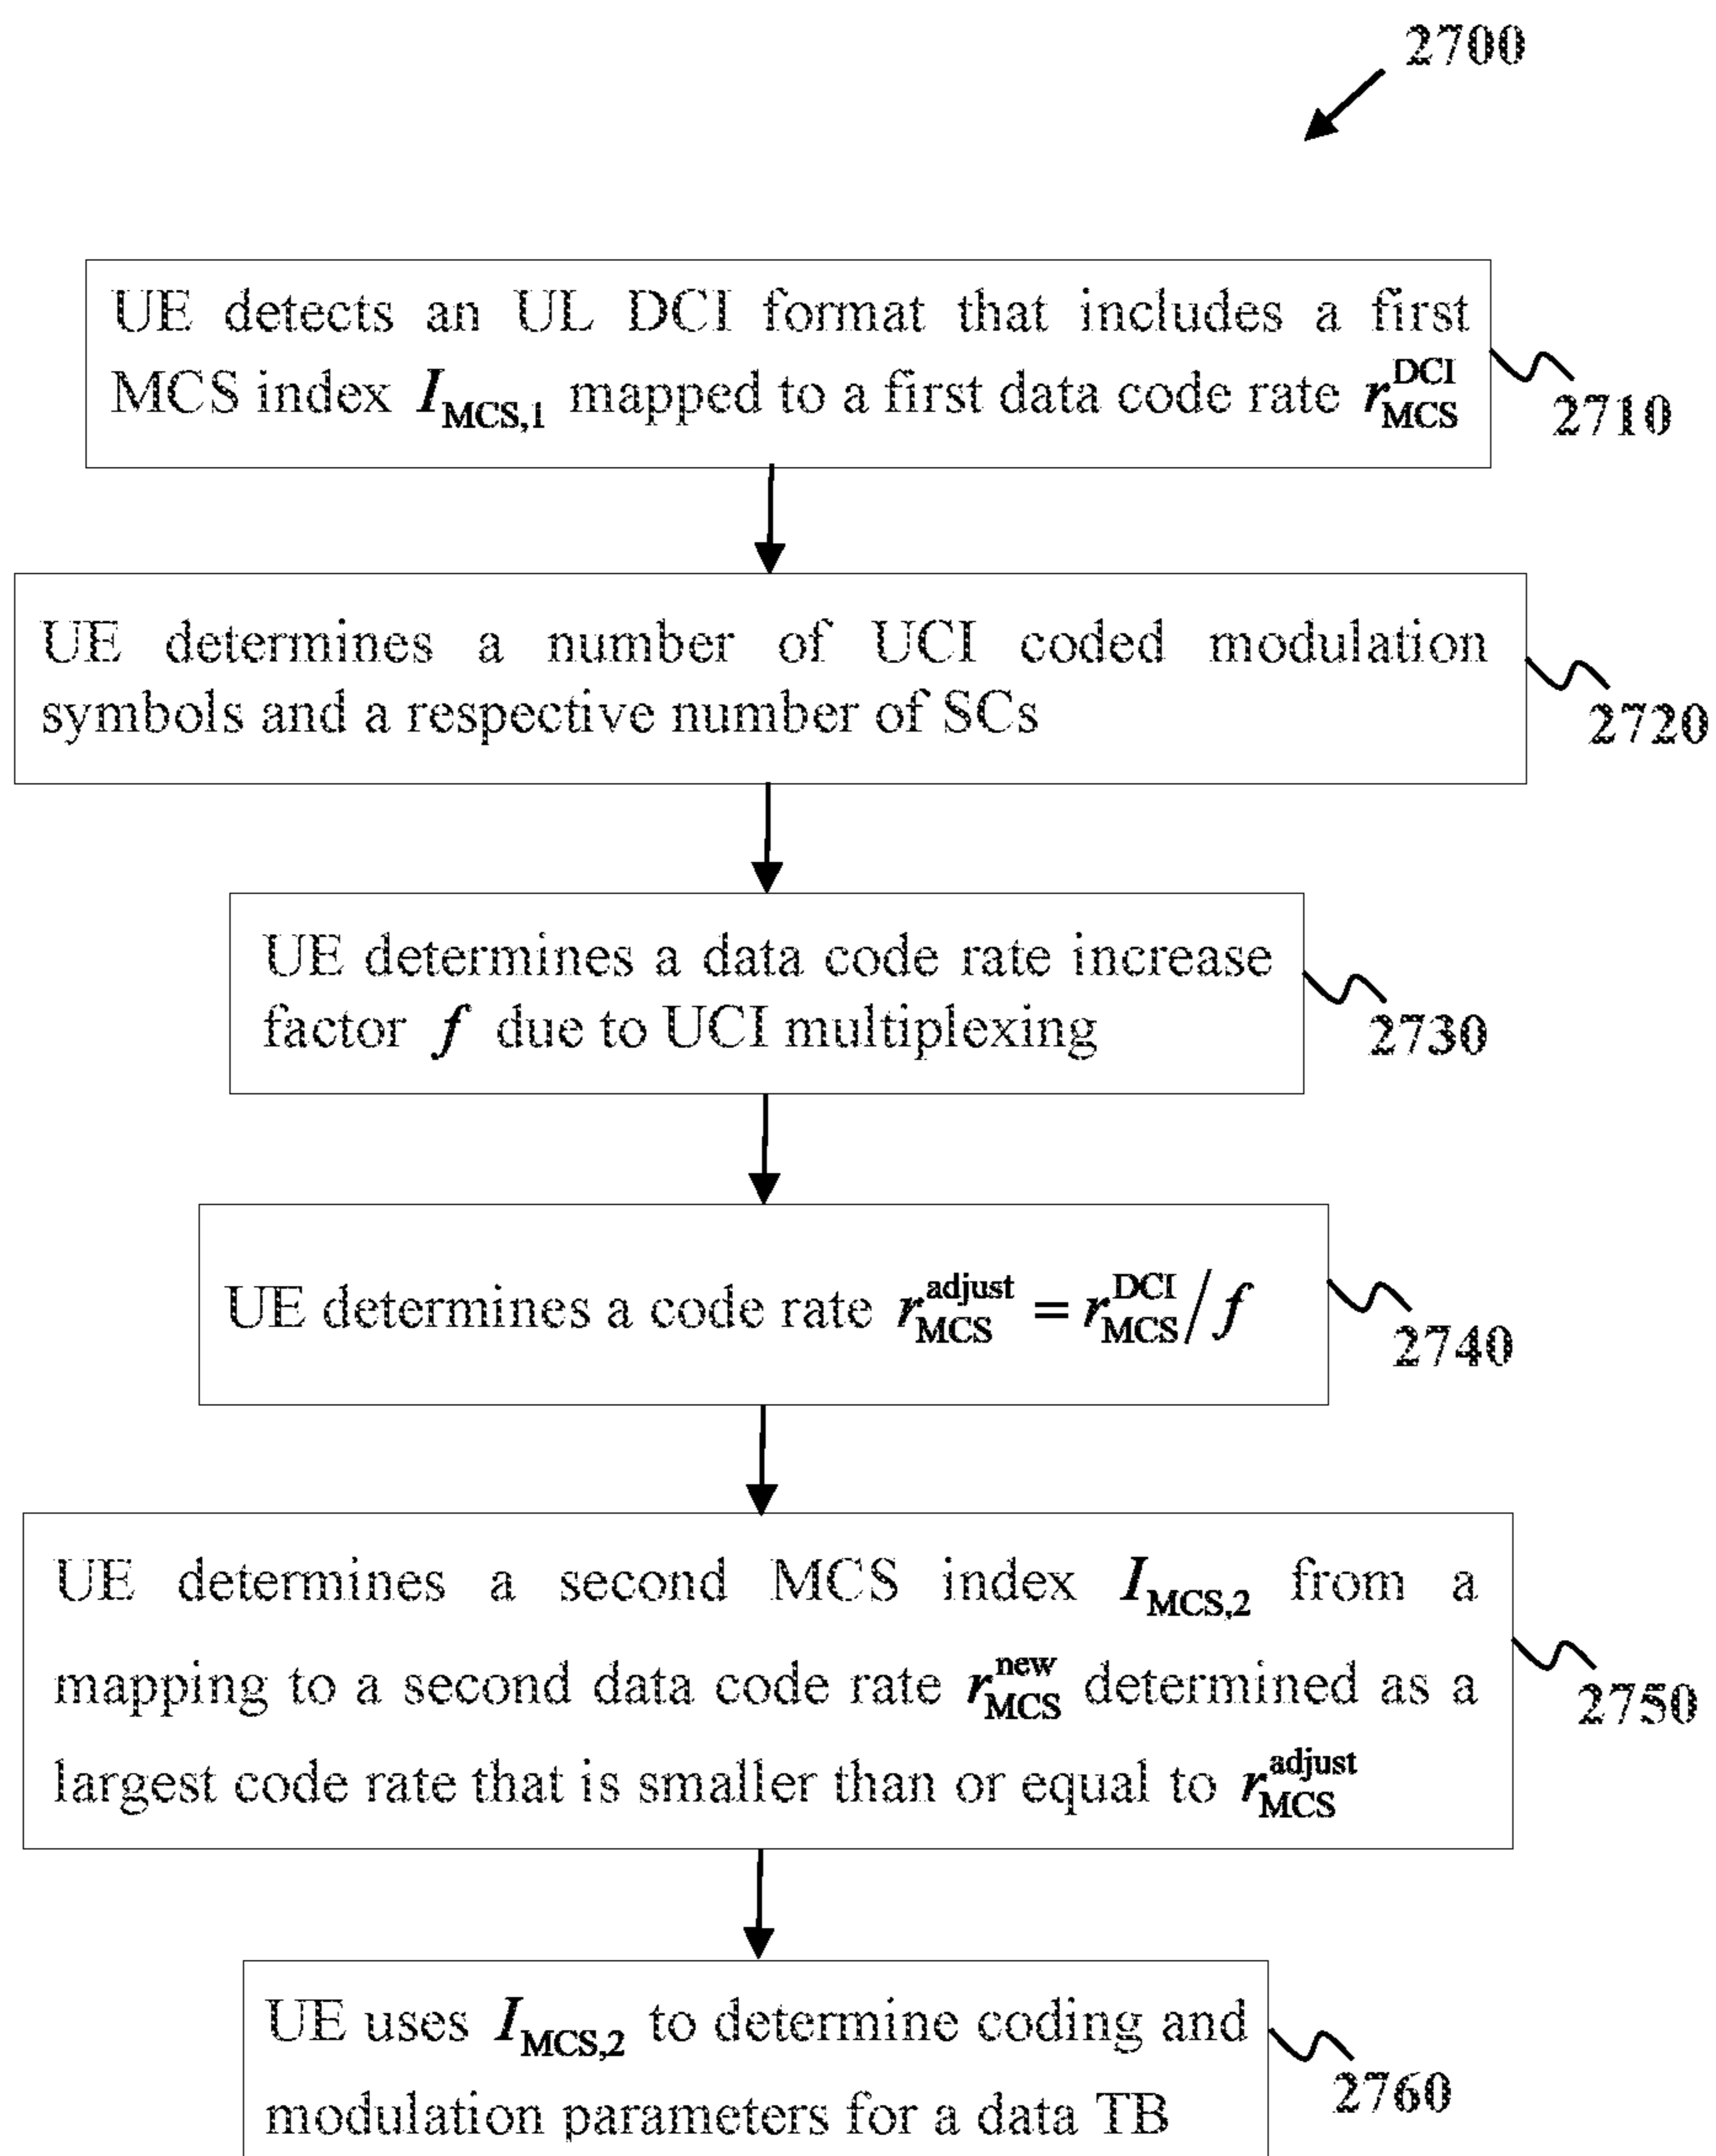 2700
UE detects an UL DCI format that includes a first
MCS index I_MCS,1 mapped to a first data code rate r_MCS^DCI
2710
UE determines a number of UCI coded modulation
symbols and a respective number of SCs
2720
UE determines a data code rate increase
factor f due to UCI multiplexing
2730
UE determines a code rate r_MCS^adjust = r_MCS^DCI / f
2740
UE determines a second MCS index I_MCS,2 from a
mapping to a second data code rate r_MCS^new determined as a
largest code rate that is smaller than or equal to r_MCS^adjust
2750
UE uses I_MCS,2 to determine coding and
modulation parameters for a data TB
2760